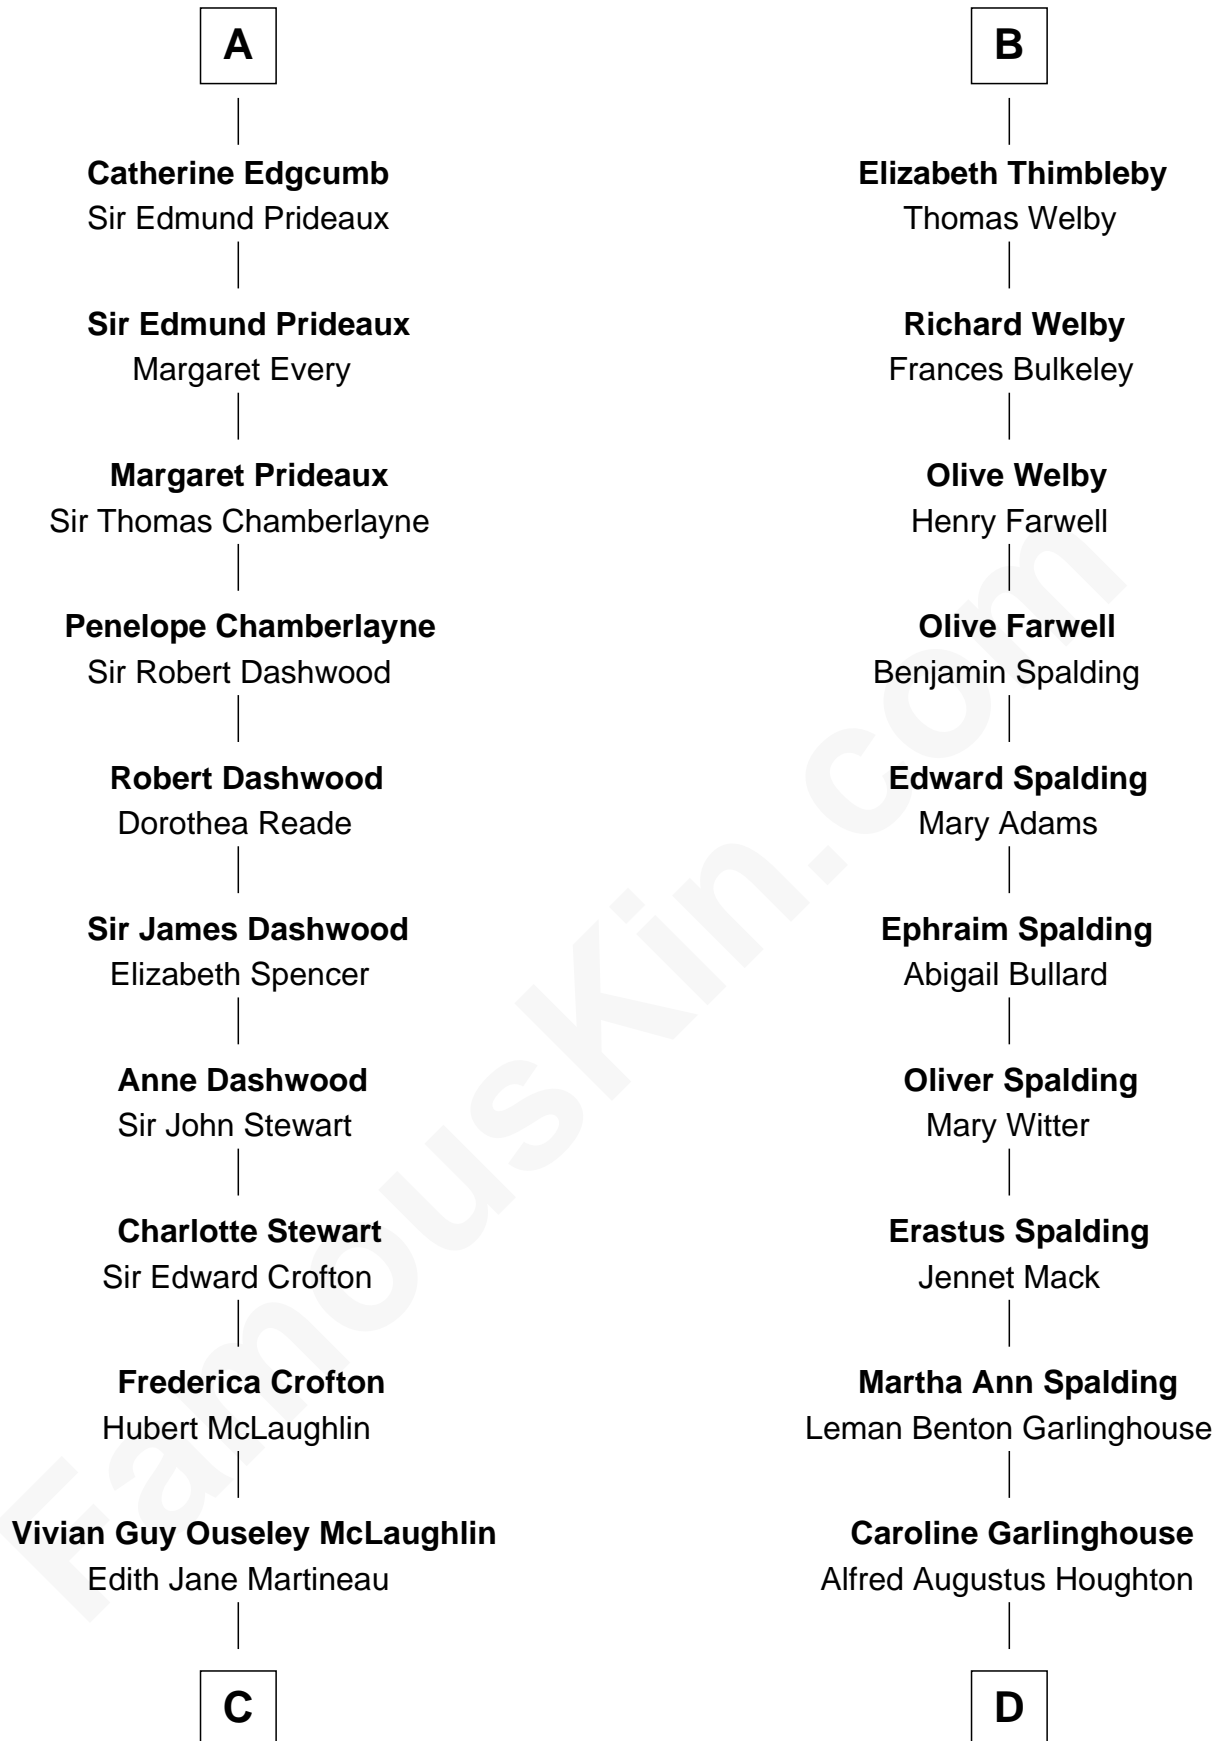 A
Catherine Edgcumb
Sir Edmund Prideaux
Sir Edmund Prideaux
Margaret Every
Margaret Prideaux
Sir Thomas Chamberlayne
Penelope Chamberlayne
Sir Robert Dashwood
Robert Dashwood
Dorothea Reade
Sir James Dashwood
Elizabeth Spencer
Anne Dashwood
Sir John Stewart
Charlotte Stewart
Sir Edward Crofton
Frederica Crofton
Hubert McLaughlin
Vivian Guy Ouseley McLaughlin
Edith Jane Martineau
C
B
Elizabeth Thimbleby
Thomas Welby
Richard Welby
Frances Bulkeley
Olive Welby
Henry Farwell
Olive Farwell
Benjamin Spalding
Edward Spalding
Mary Adams
Ephraim Spalding
Abigail Bullard
Oliver Spalding
Mary Witter
Erastus Spalding
Jennet Mack
Martha Ann Spalding
Leman Benton Garlinghouse
Caroline Garlinghouse
Alfred Augustus Houghton
D
FamousKin.com